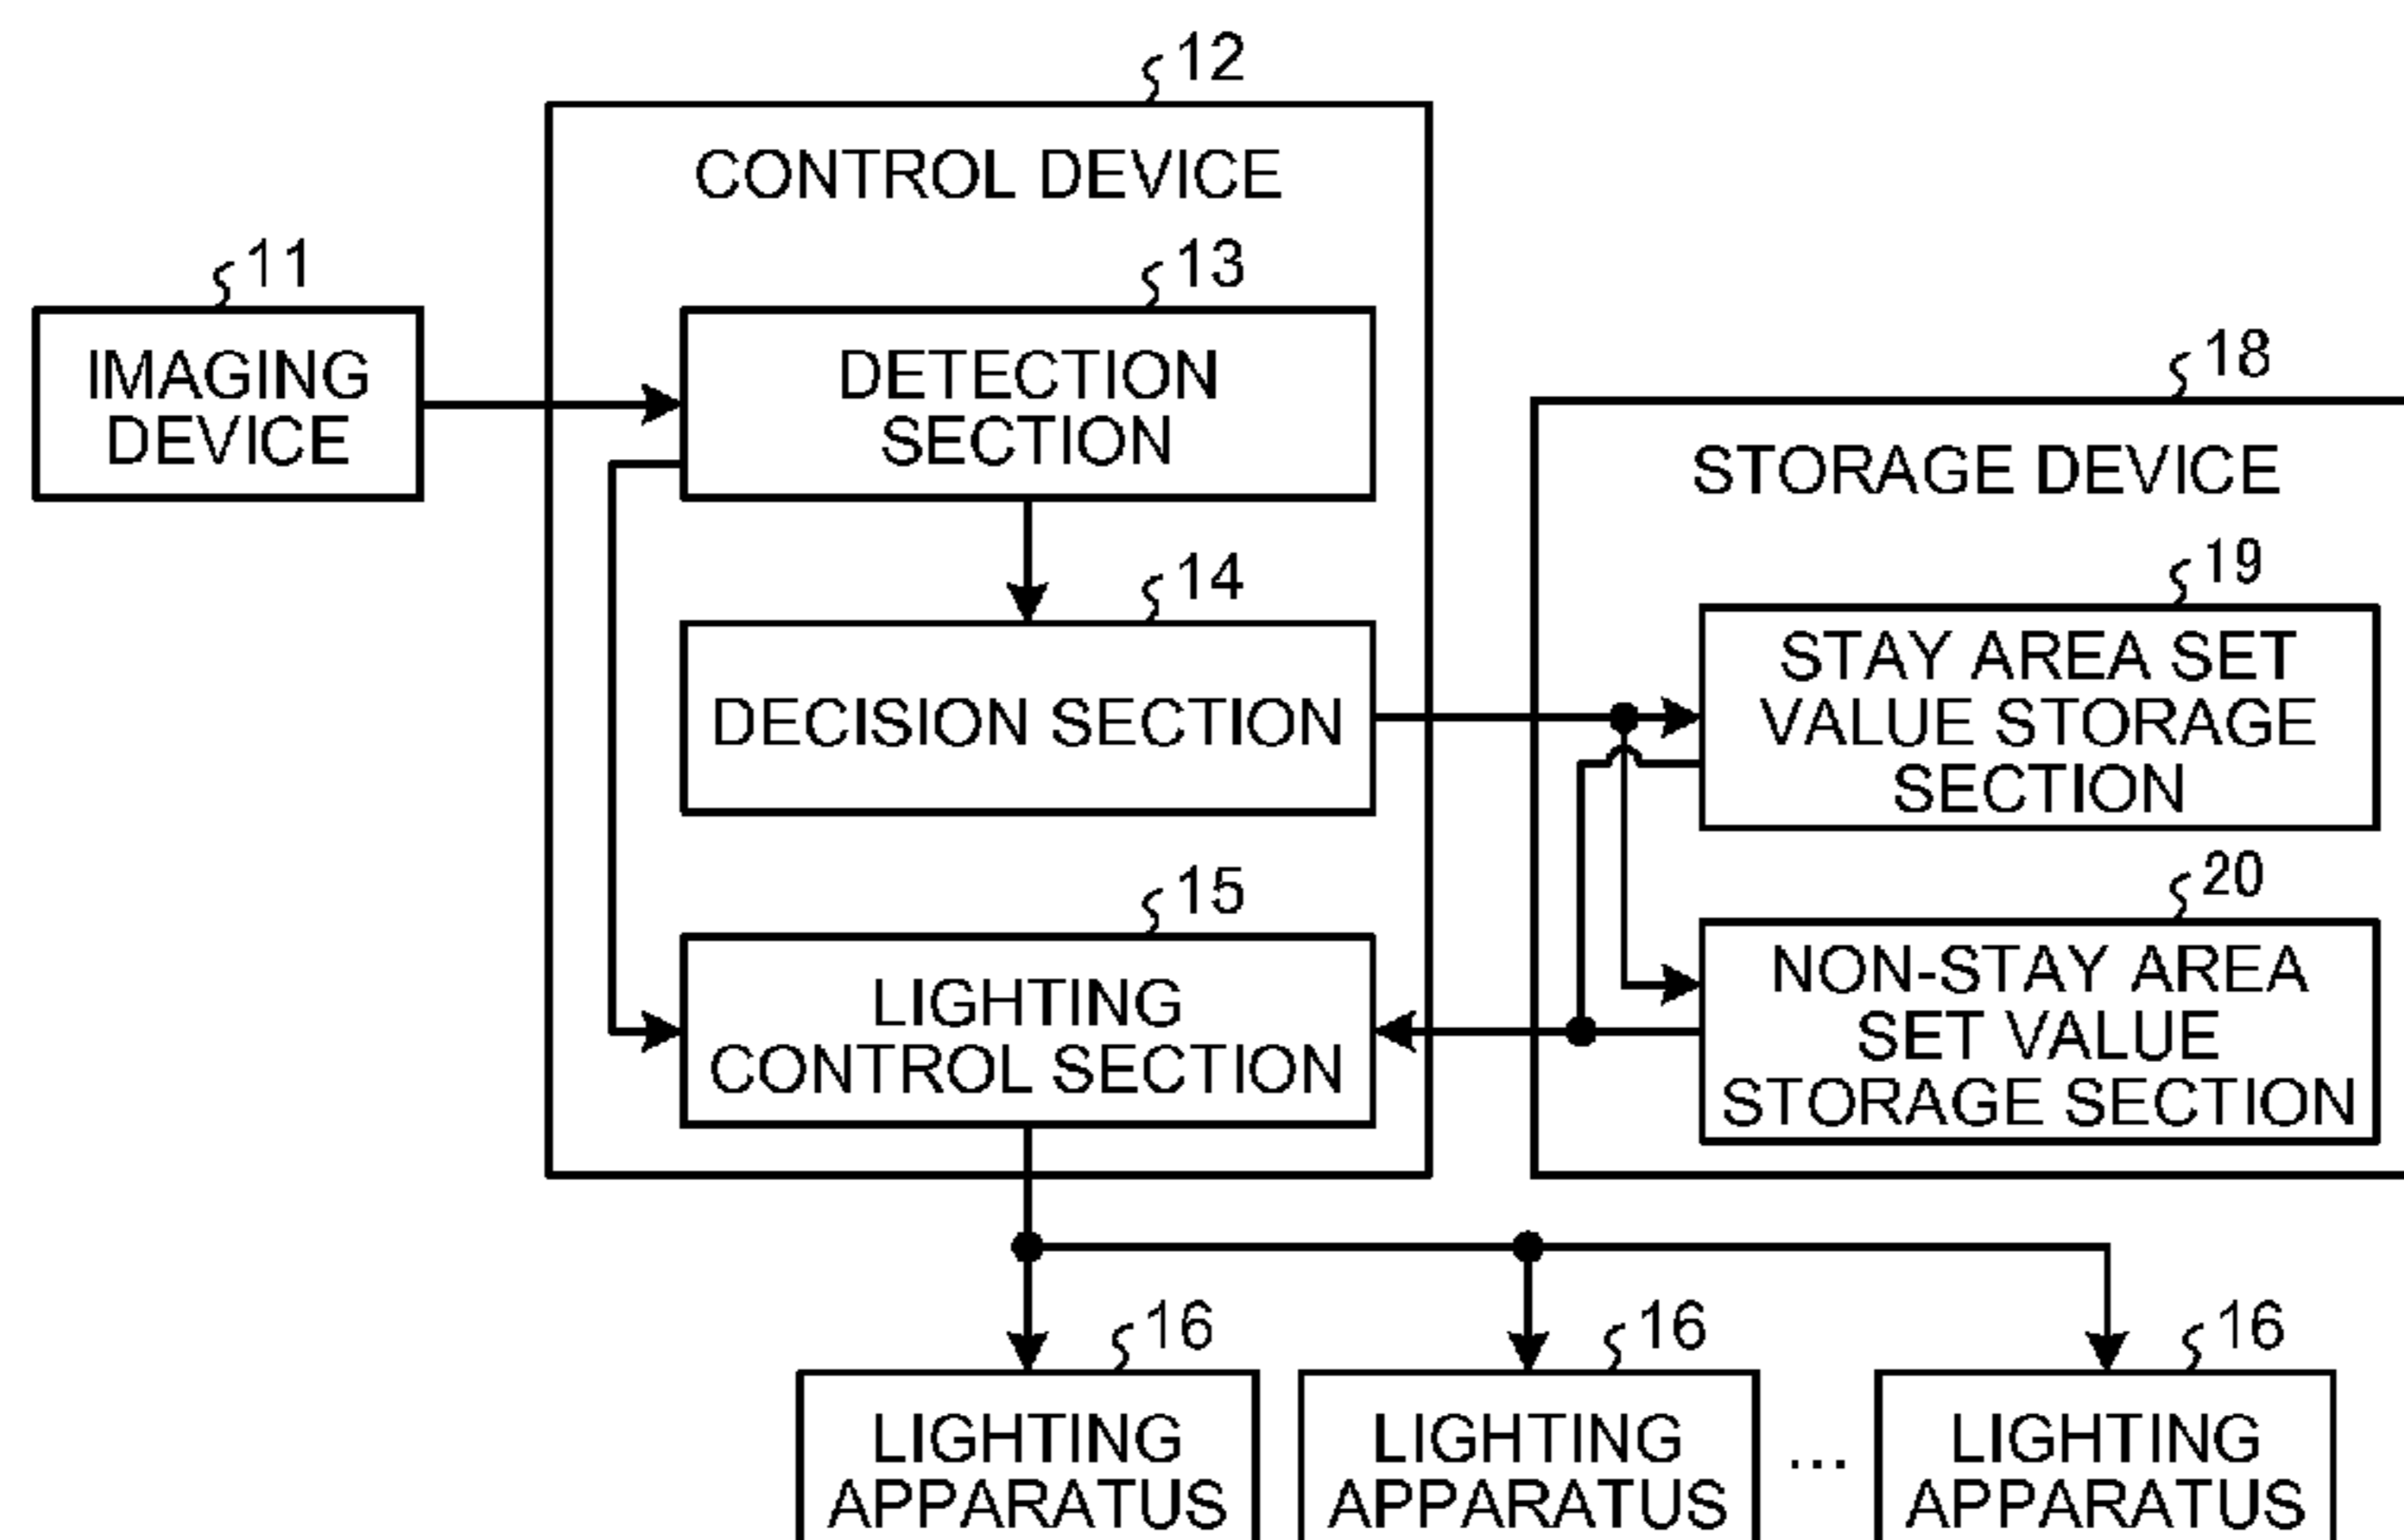 12
CONTROL DEVICE
11
IMAGING
DEVICE
13
DETECTION
SECTION
14
DECISION SECTION
15
LIGHTING
CONTROL SECTION
18
STORAGE DEVICE
19
STAY AREA SET
VALUE STORAGE
SECTION
20
NON-STAY AREA
SET VALUE
STORAGE SECTION
16
LIGHTING
APPARATUS
16
LIGHTING
APPARATUS
...
16
LIGHTING
APPARATUS